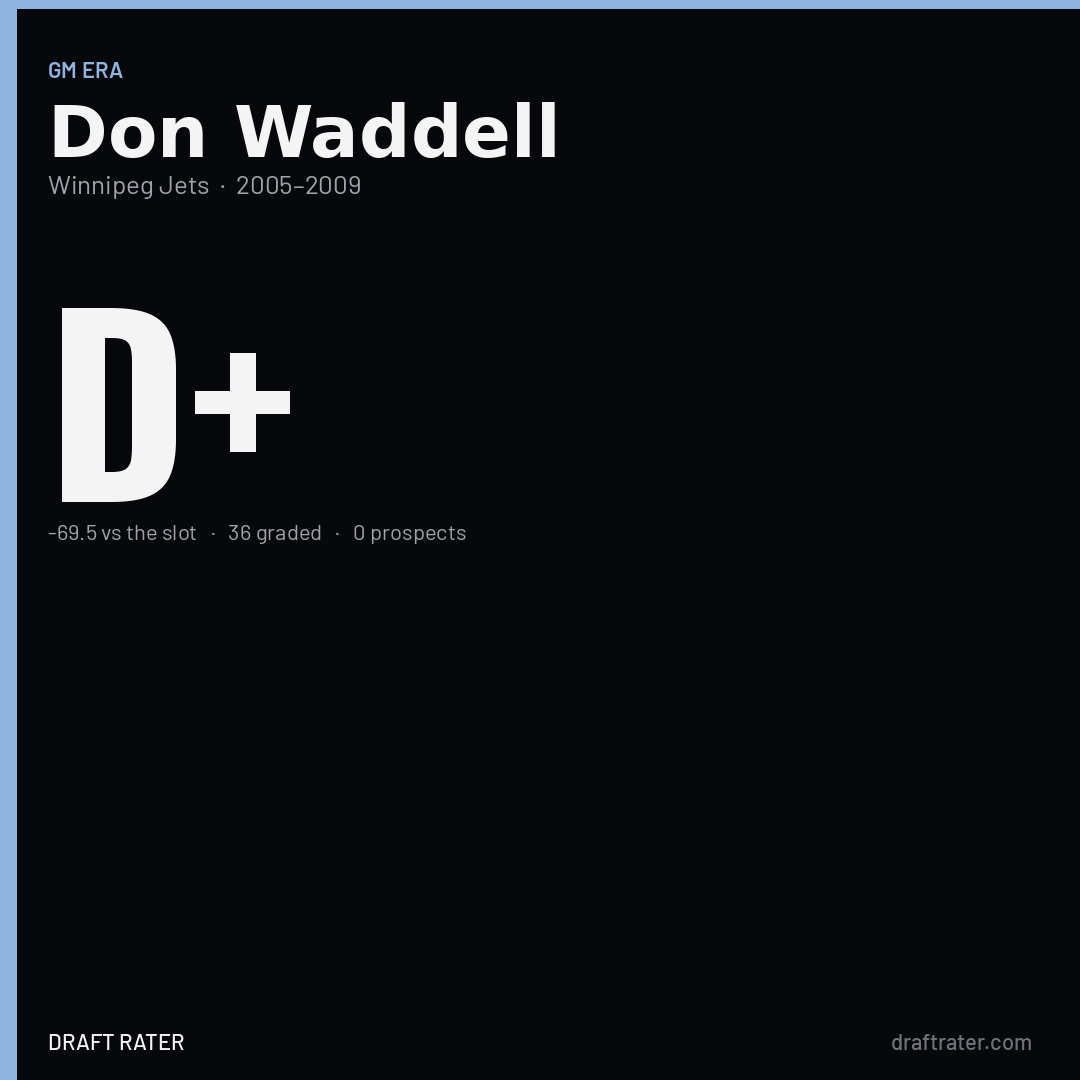 GM ERA
Don Waddell
Winnipeg Jets · 2005–2009
D+
-69.5 vs the slot · 36 graded · 0 prospects
DRAFT RATER
draftrater.com